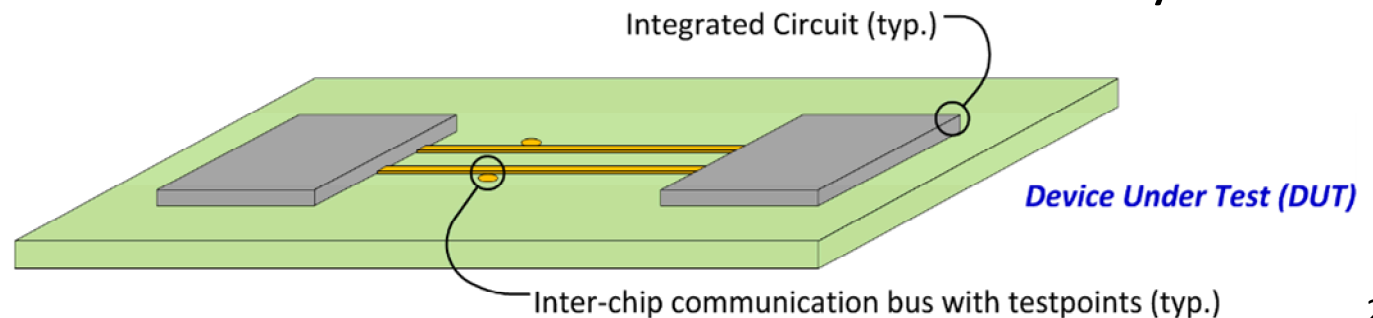 Integrated Circuit (typ.)
Device Under Test (DUT)
Inter-chip communication bus with testpoints (typ.)